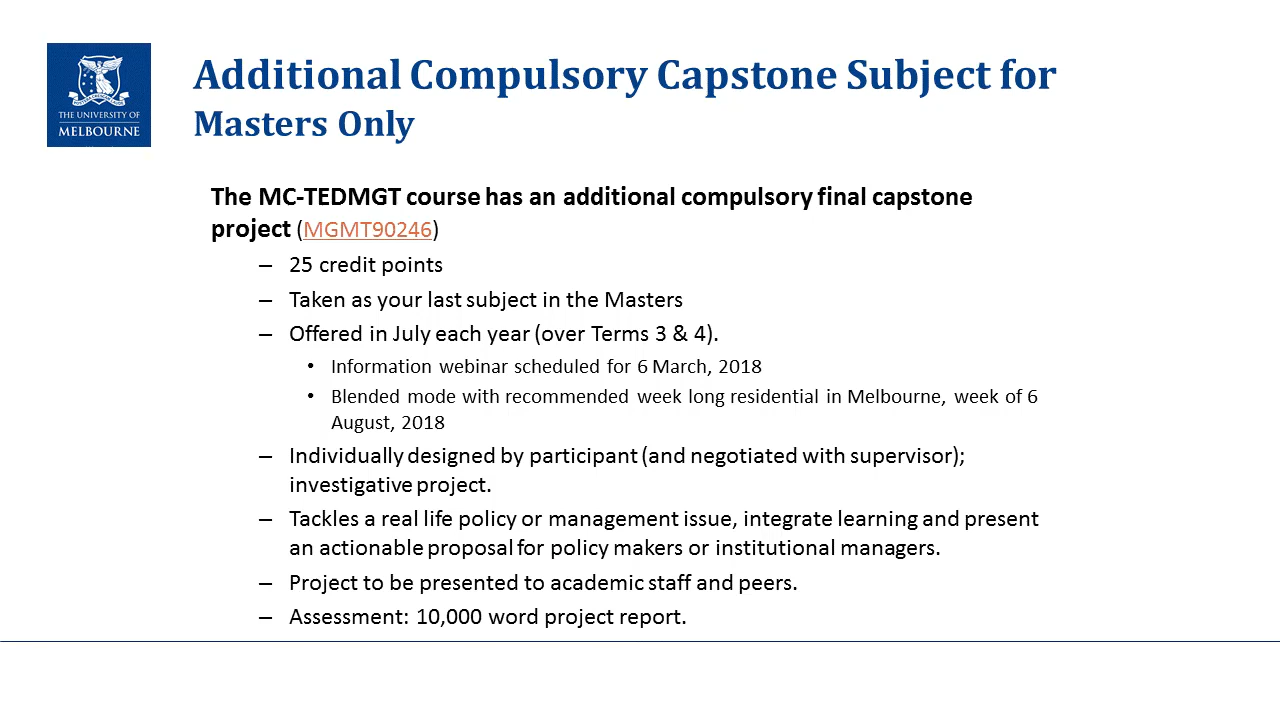 THE UNIVERSITY OF
MELBOURNE
Additional Compulsory Capstone Subject for
Masters Only
The MC-TEDMGT course has an additional compulsory final capstone
project (MGMT90246)
– 25 credit points
– Taken as your last subject in the Masters
– Offered in July each year (over Terms 3 & 4).
• Information webinar scheduled for 6 March, 2018
• Blended mode with recommended week long residential in Melbourne, week of 6
August, 2018
– Individually designed by participant (and negotiated with supervisor);
investigative project.
– Tackles a real life policy or management issue, integrate learning and present
an actionable proposal for policy makers or institutional managers.
– Project to be presented to academic staff and peers.
– Assessment: 10,000 word project report.